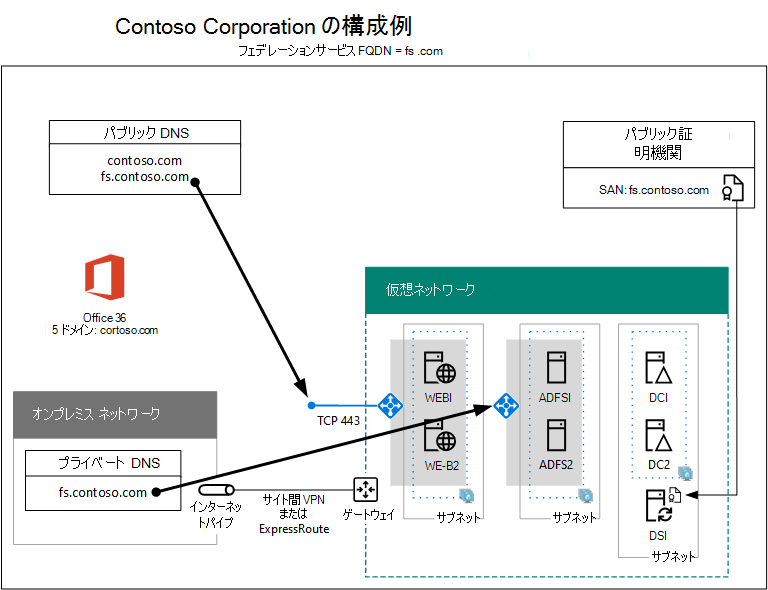 Contoso Corporation の構成例
フェデレーションサービス FQDN = fs .com
パブリック DNS
contoso.com
fs.contoso.com
パブリック証
明機関
SAN: fs.contoso.com
Office 36
5 ドメイン: cortoso.com
仮想ネットワーク
WEBI
WE-B2
ADFSI
ADFS2
DCI
DC2
DSI
TCP 443
オンプレミス ネットワーク
プライベート DNS
fs.contoso.com
インターネッ
トパイプ
サイト間 VPN
または
ExpressRoute
ゲートウェイ
サブネット
サブネット
サブネット